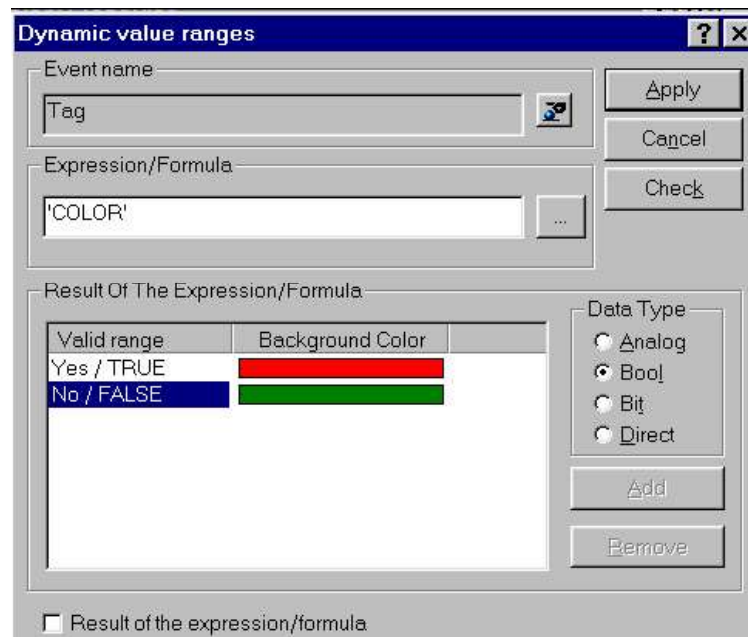 Dynamic value ranges
Event name
Tag
Apply
Cancel
Check
Expression/Formula
'COLOR'
...
Result Of The Expression/Formula
Valid range Background Color
Yes / TRUE
No / FALSE
Data Type
Analog
Bool
Bit
Direct
Add
Remove
Result of the expression/formula